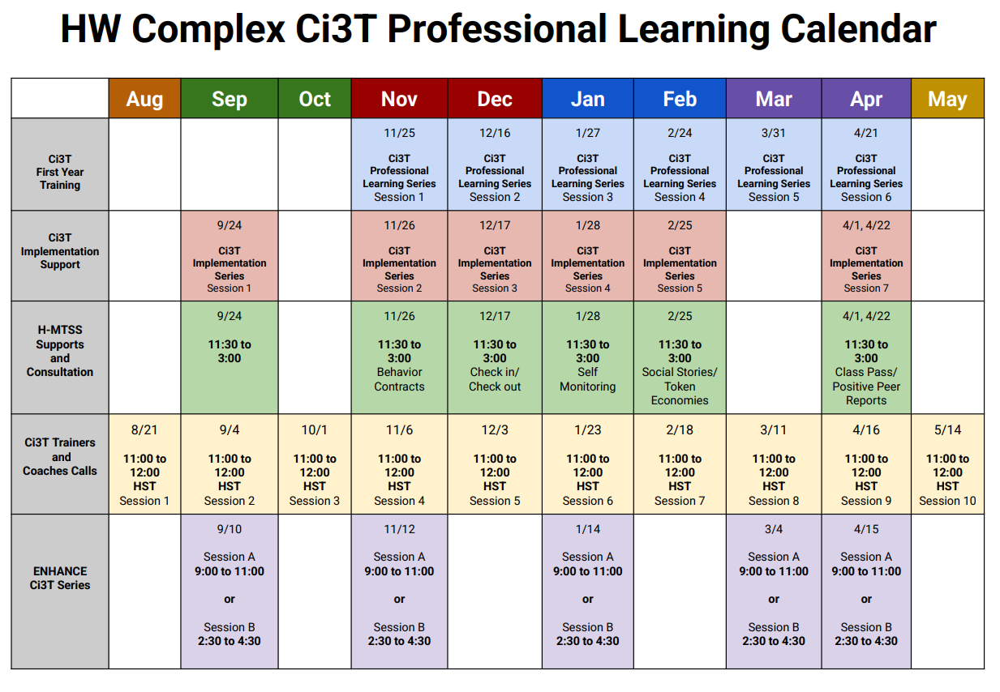 HW Complex Ci3T Professional Learning Calendar
Aug
Sep
Oct
Nov
Dec
Jan
Feb
Mar
Apr
May
Ci3T
First Year
Training
11/25
Ci3T
Professional
Learning Series
Session 1
12/16
Ci3T
Professional
Learning Series
Session 2
1/27
Ci3T
Professional
Learning Series
Session 3
2/24
Ci3T
Professional
Learning Series
Session 4
3/31
Ci3T
Professional
Learning Series
Session 5
4/21
Ci3T
Professional
Learning Series
Session 6
Ci3T
Implementation
Support
9/24
Ci3T
Implementation
Series
Session 1
11/26
Ci3T
Implementation
Series
Session 2
12/17
Ci3T
Implementation
Series
Session 3
1/28
Ci3T
Implementation
Series
Session 4
2/25
Ci3T
Implementation
Series
Session 5
4/1, 4/22
Ci3T
Implementation
Series
Session 7
H-MTSS
Supports
and
Consultation
9/24
11:30 to
3:00
11/26
11:30 to
3:00
Behavior
Contracts
12/17
11:30 to
3:00
Check in/
Check out
1/28
11:30 to
3:00
Self
Monitoring
2/25
11:30 to
3:00
Social Stories/
Token
Economies
4/1, 4/22
11:30 to
3:00
Class Pass/
Positive Peer
Reports
Ci3T Trainers
and
Coaches Calls
8/21
11:00 to
12:00
HST
Session 1
9/4
11:00 to
12:00
HST
Session 2
10/1
11:00 to
12:00
HST
Session 3
11/6
11:00 to
12:00
HST
Session 4
12/3
11:00 to
12:00
HST
Session 5
1/23
11:00 to
12:00
HST
Session 6
2/18
11:00 to
12:00
HST
Session 7
3/11
11:00 to
12:00
HST
Session 8
4/16
11:00 to
12:00
HST
Session 9
5/14
11:00 to
12:00
HST
Session 10
ENHANCE
Ci3T Series
9/10
Session A
9:00 to 11:00
or
Session B
2:30 to 4:30
11/12
Session A
9:00 to 11:00
or
Session B
2:30 to 4:30
1/14
Session A
9:00 to 11:00
or
Session B
2:30 to 4:30
3/4
Session A
9:00 to 11:00
or
Session B
2:30 to 4:30
4/15
Session A
9:00 to 11:00
or
Session B
2:30 to 4:30